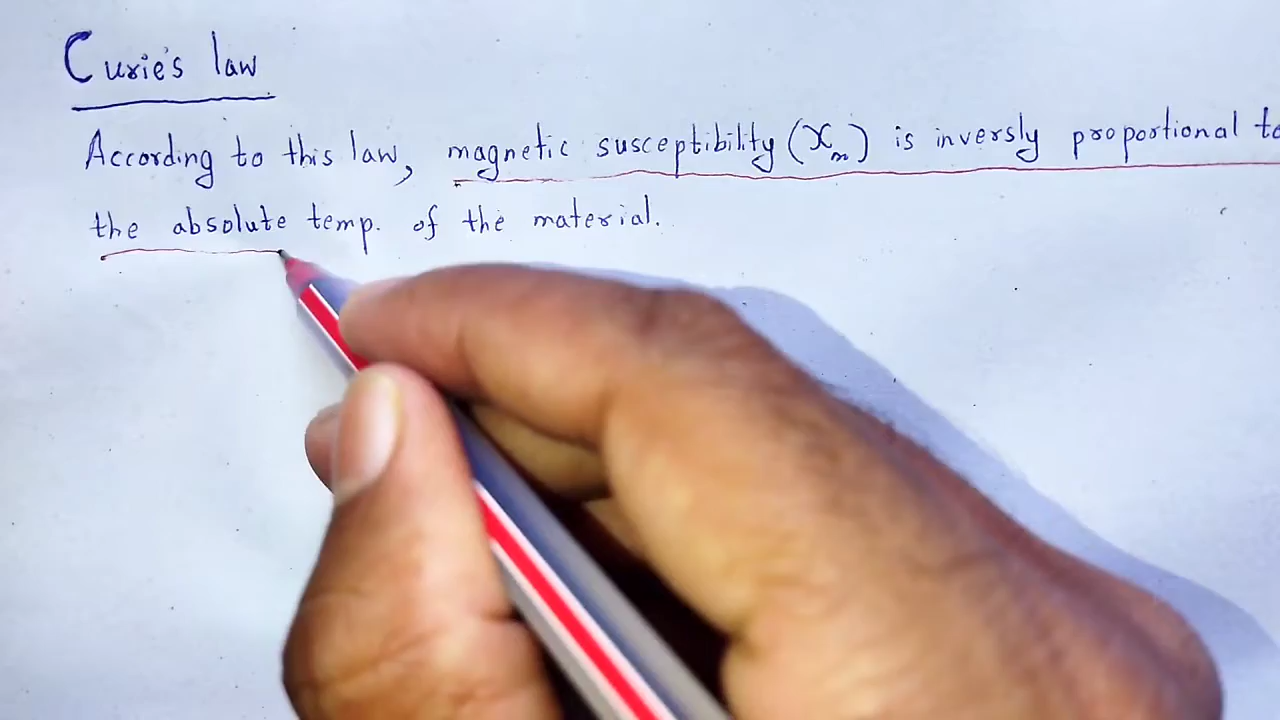 Curie's law
According to this law, magnetic susceptibility (χm) is inversly proportional to
the absolute temp. of the material.